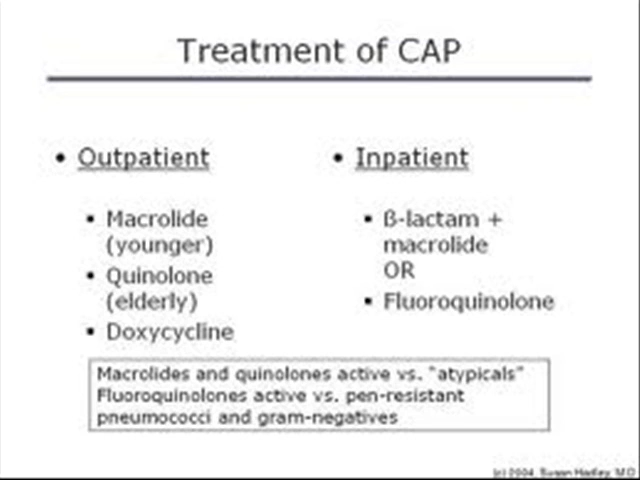 Treatment of CAP
• Outpatient
▪ Macrolide
(younger)
▪ Quinolone
(elderly)
▪ Doxycycline
• Inpatient
▪ ß-lactam +
macrolide
OR
▪ Fluoroquinolone
Macrolides and quinolones active vs. "atypicals"
Fluoroquinolones active vs. pen-resistant
pneumococci and gram-negatives
(c) 2004, Susan Hadley, MD